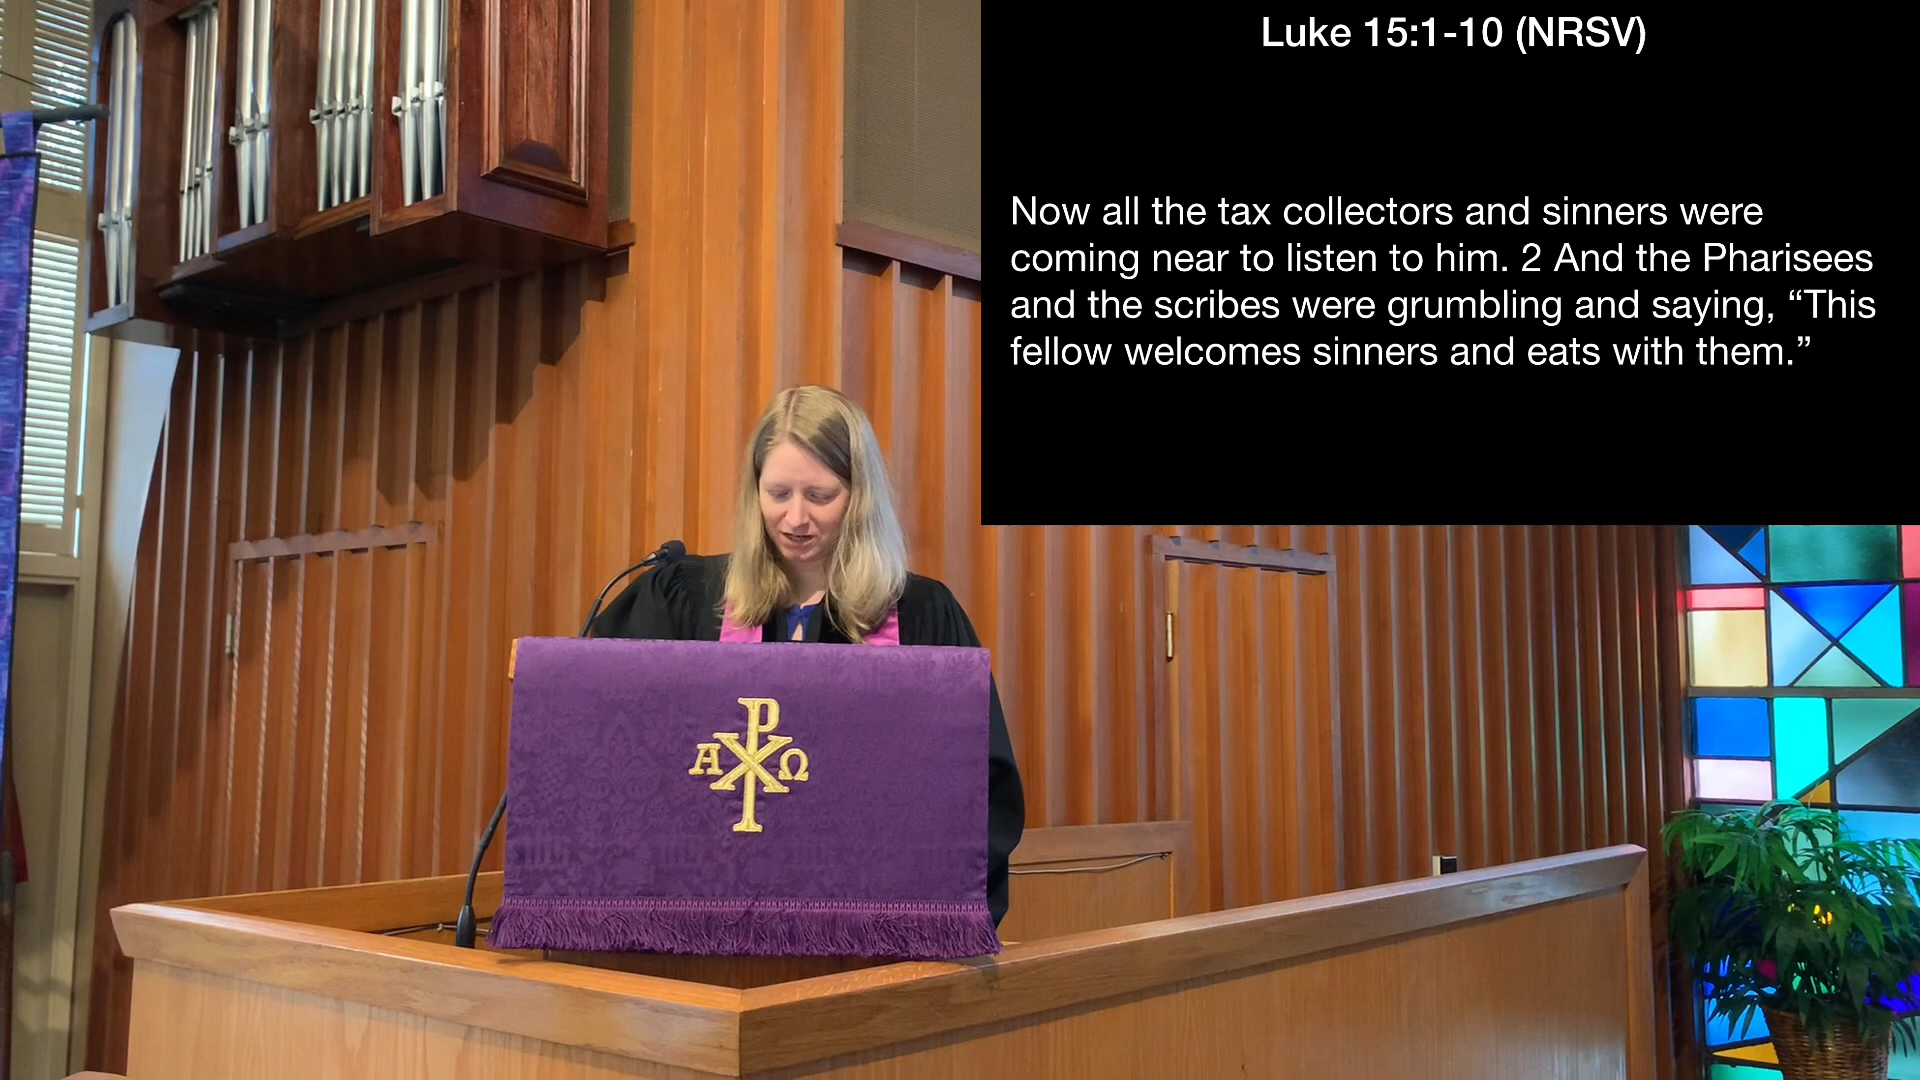 Luke 15:1-10 (NRSV)
Now all the tax collectors and sinners were
coming near to listen to him. 2 And the Pharisees
and the scribes were grumbling and saying, “This
fellow welcomes sinners and eats with them.”
Α☧Ω